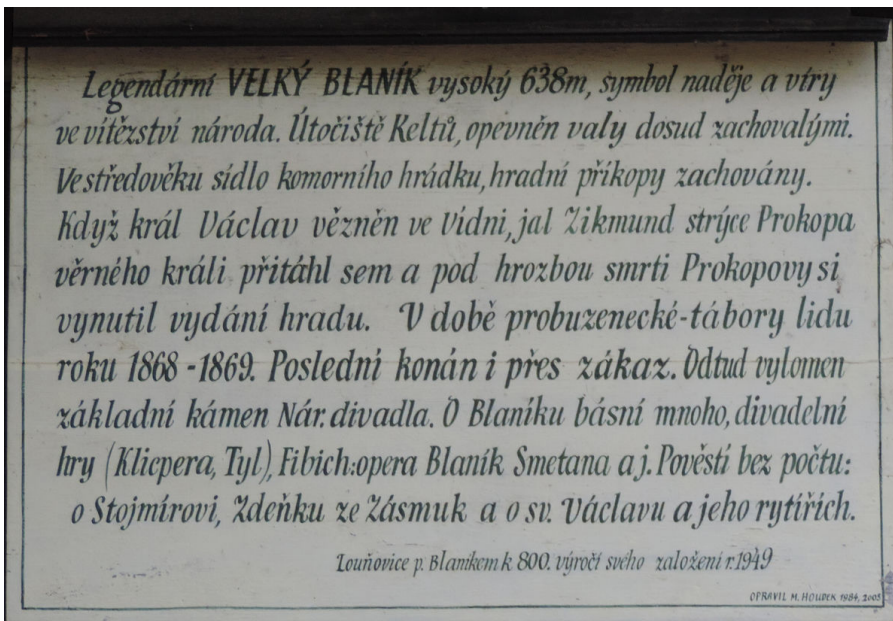 Legendární VELKÝ BLANÍK vysoký 638m, symbol naděje a víry
ve vítězství národa. Útočiště Keltů, opevněn valy dosud zachovalými.
Ve středověku sídlo komorního hrádku, hradní příkopy zachovány.
Když král Václav vězněn ve Vídni, jal Zikmund strýce Prokopa
věrného králi přitáhl sem a pod hrozbou smrti Prokopovy si
vynutil vydání hradu. V době probuzenecké-tábory lidu
roku 1868-1869. Poslední konán i přes zákaz. Odtud vylomen
základní kámen Nár. divadla. O Blaníku básní mnoho, divadelní
hry (Klicpera, Tyl), Fibich:opera Blaník Smetana a j. Pověstí bez počtu:
o Stojmírovi, Zdeňku ze Zásmuk a o sv. Václavu a jeho rytířích.
Louňovice p. Blaníkem k 800. výročí svého založení r.1949
OPRAVIL M. HOUDEK 1984, 2005